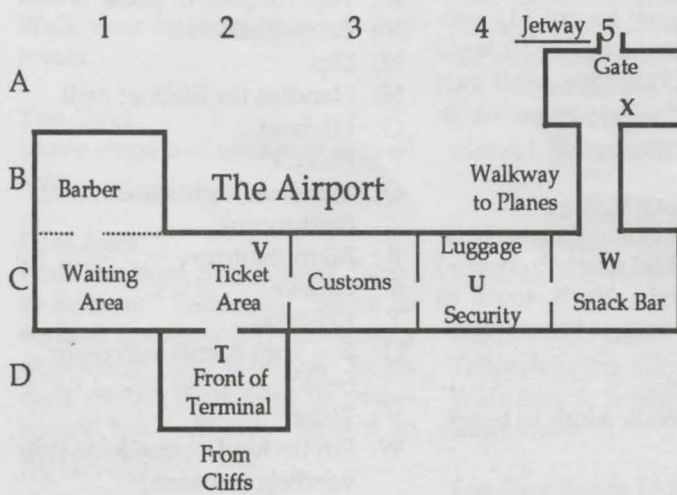 1 2 3 4 5
Jetway
Gate
A
X
B
Barber
The Airport
Walkway
to Planes
C
Waiting
Area
V
Ticket
Area
Customs
Luggage
U
Security
W
Snack Bar
D
T
Front of
Terminal
From
Cliffs